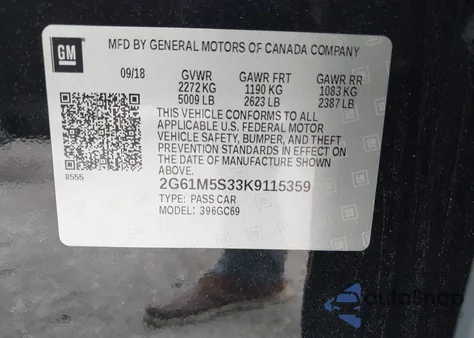 GM
MFD BY GENERAL MOTORS OF CANADA COMPANY
09/18 GVWR GAWR FRT GAWR RR
2272 KG 1190 KG 1083 KG
5009 LB 2623 LB 2387 LB
THIS VEHICLE CONFORMS TO ALL
APPLICABLE U.S. FEDERAL MOTOR
VEHICLE SAFETY, BUMPER, AND THEFT
PREVENTION STANDARDS IN EFFECT ON
THE DATE OF MANUFACTURE SHOWN ABOVE.
8555 2G61M5S33K9115359
TYPE: PASS CAR
MODEL: 396GC69
autoSnap